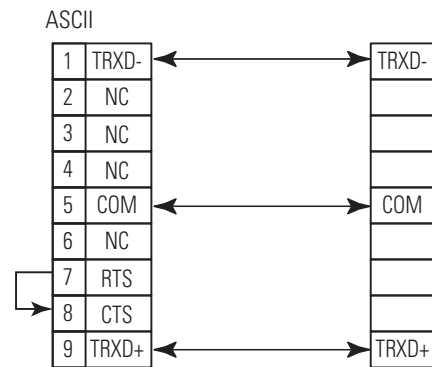 ASCII
1 TRXD- TRXD-
2 NC
3 NC
4 NC
5 COM COM
6 NC
7 RTS
8 CTS
9 TRXD+ TRXD+